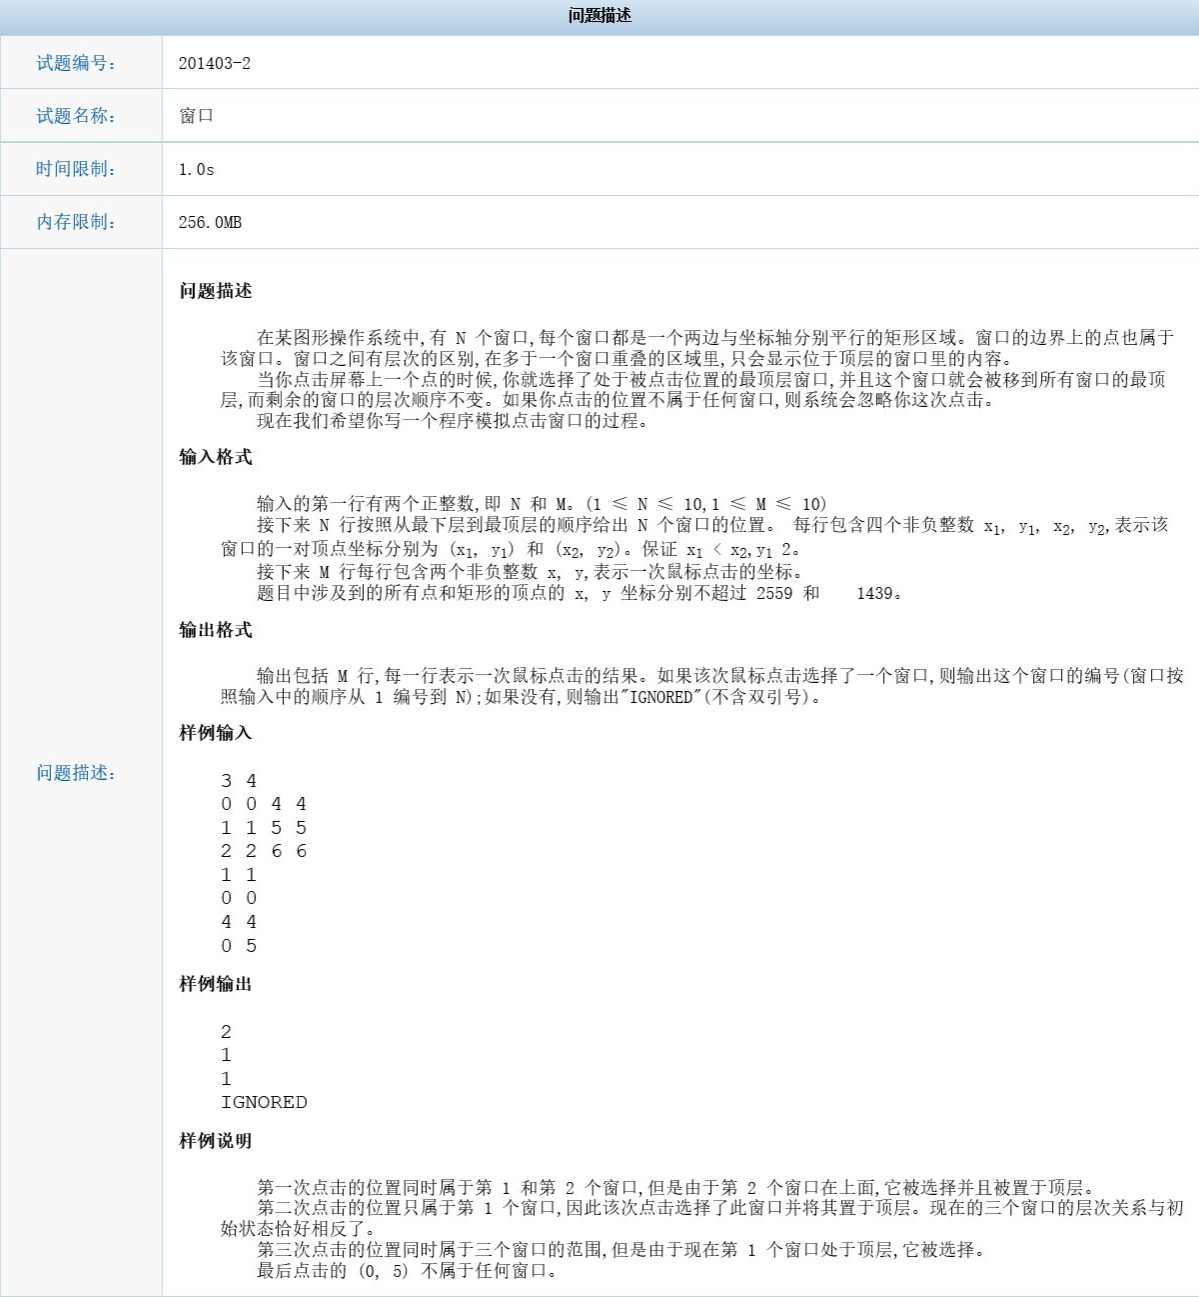 问题描述
试题编号： 201403-2
试题名称： 窗口
时间限制： 1.0s
内存限制： 256.0MB
问题描述：
问题描述
在某图形操作系统中,有 N 个窗口,每个窗口都是一个两边与坐标轴分别平行的矩形区域。窗口的边界上的点也属于
该窗口。窗口之间有层次的区别,在多于一个窗口重叠的区域里,只会显示位于顶层的窗口里的内容。
当你点击屏幕上一个点的时候,你就选择了处于被点击位置的最顶层窗口,并且这个窗口就会被移到所有窗口的最顶
层,而剩余的窗口的层次顺序不变。如果你点击的位置不属于任何窗口,则系统会忽略你这次点击。
现在我们希望你写一个程序模拟点击窗口的过程。
输入格式
输入的第一行有两个正整数,即 N 和 M。(1 ≤ N ≤ 10,1 ≤ M ≤ 10)
接下来 N 行按照从最下层到最顶层的顺序给出 N 个窗口的位置。 每行包含四个非负整数 x₁, y₁, x₂, y₂,表示该
窗口的一对顶点坐标分别为 (x₁, y₁) 和 (x₂, y₂)。保证 x₁ < x₂,y₁ 2。
接下来 M 行每行包含两个非负整数 x, y,表示一次鼠标点击的坐标。
题目中涉及到的所有点和矩形的顶点的 x, y 坐标分别不超过 2559 和 1439。
输出格式
输出包括 M 行,每一行表示一次鼠标点击的结果。如果该次鼠标点击选择了一个窗口,则输出这个窗口的编号(窗口按
照输入中的顺序从 1 编号到 N);如果没有,则输出"IGNORED"(不含双引号)。
样例输入
3 4
0 0 4 4
1 1 5 5
2 2 6 6
1 1
0 0
4 4
0 5
样例输出
2
1
1
IGNORED
样例说明
第一次点击的位置同时属于第 1 和第 2 个窗口,但是由于第 2 个窗口在上面,它被选择并且被置于顶层。
第二次点击的位置只属于第 1 个窗口,因此该次点击选择了此窗口并将其置于顶层。现在的三个窗口的层次关系与初
始状态恰好相反了。
第三次点击的位置同时属于三个窗口的范围,但是由于现在第 1 个窗口处于顶层,它被选择。
最后点击的 (0, 5) 不属于任何窗口。